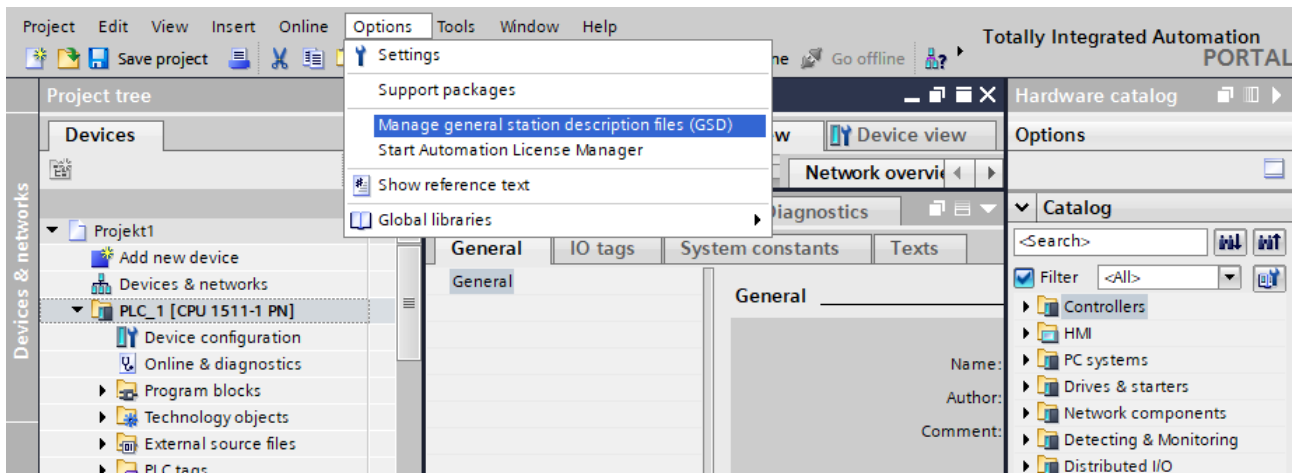 Project Edit View Insert Online Options Tools Window Help
Totally Integrated Automation
PORTAL
Save project
Go offline
Settings
Support packages
Manage general station description files (GSD)
Start Automation License Manager
Show reference text
Global libraries
Project tree
Devices
Devices & networks
Projekt1
Add new device
Devices & networks
PLC_1 [CPU 1511-1 PN]
Device configuration
Online & diagnostics
Program blocks
Technology objects
External source files
PLC tags
Device view
Network overvie
Diagnostics
General IO tags System constants Texts
General
General
Name:
Author:
Comment:
Hardware catalog
Options
Catalog
<Search>
Filter <All>
Controllers
HMI
PC systems
Drives & starters
Network components
Detecting & Monitoring
Distributed I/O